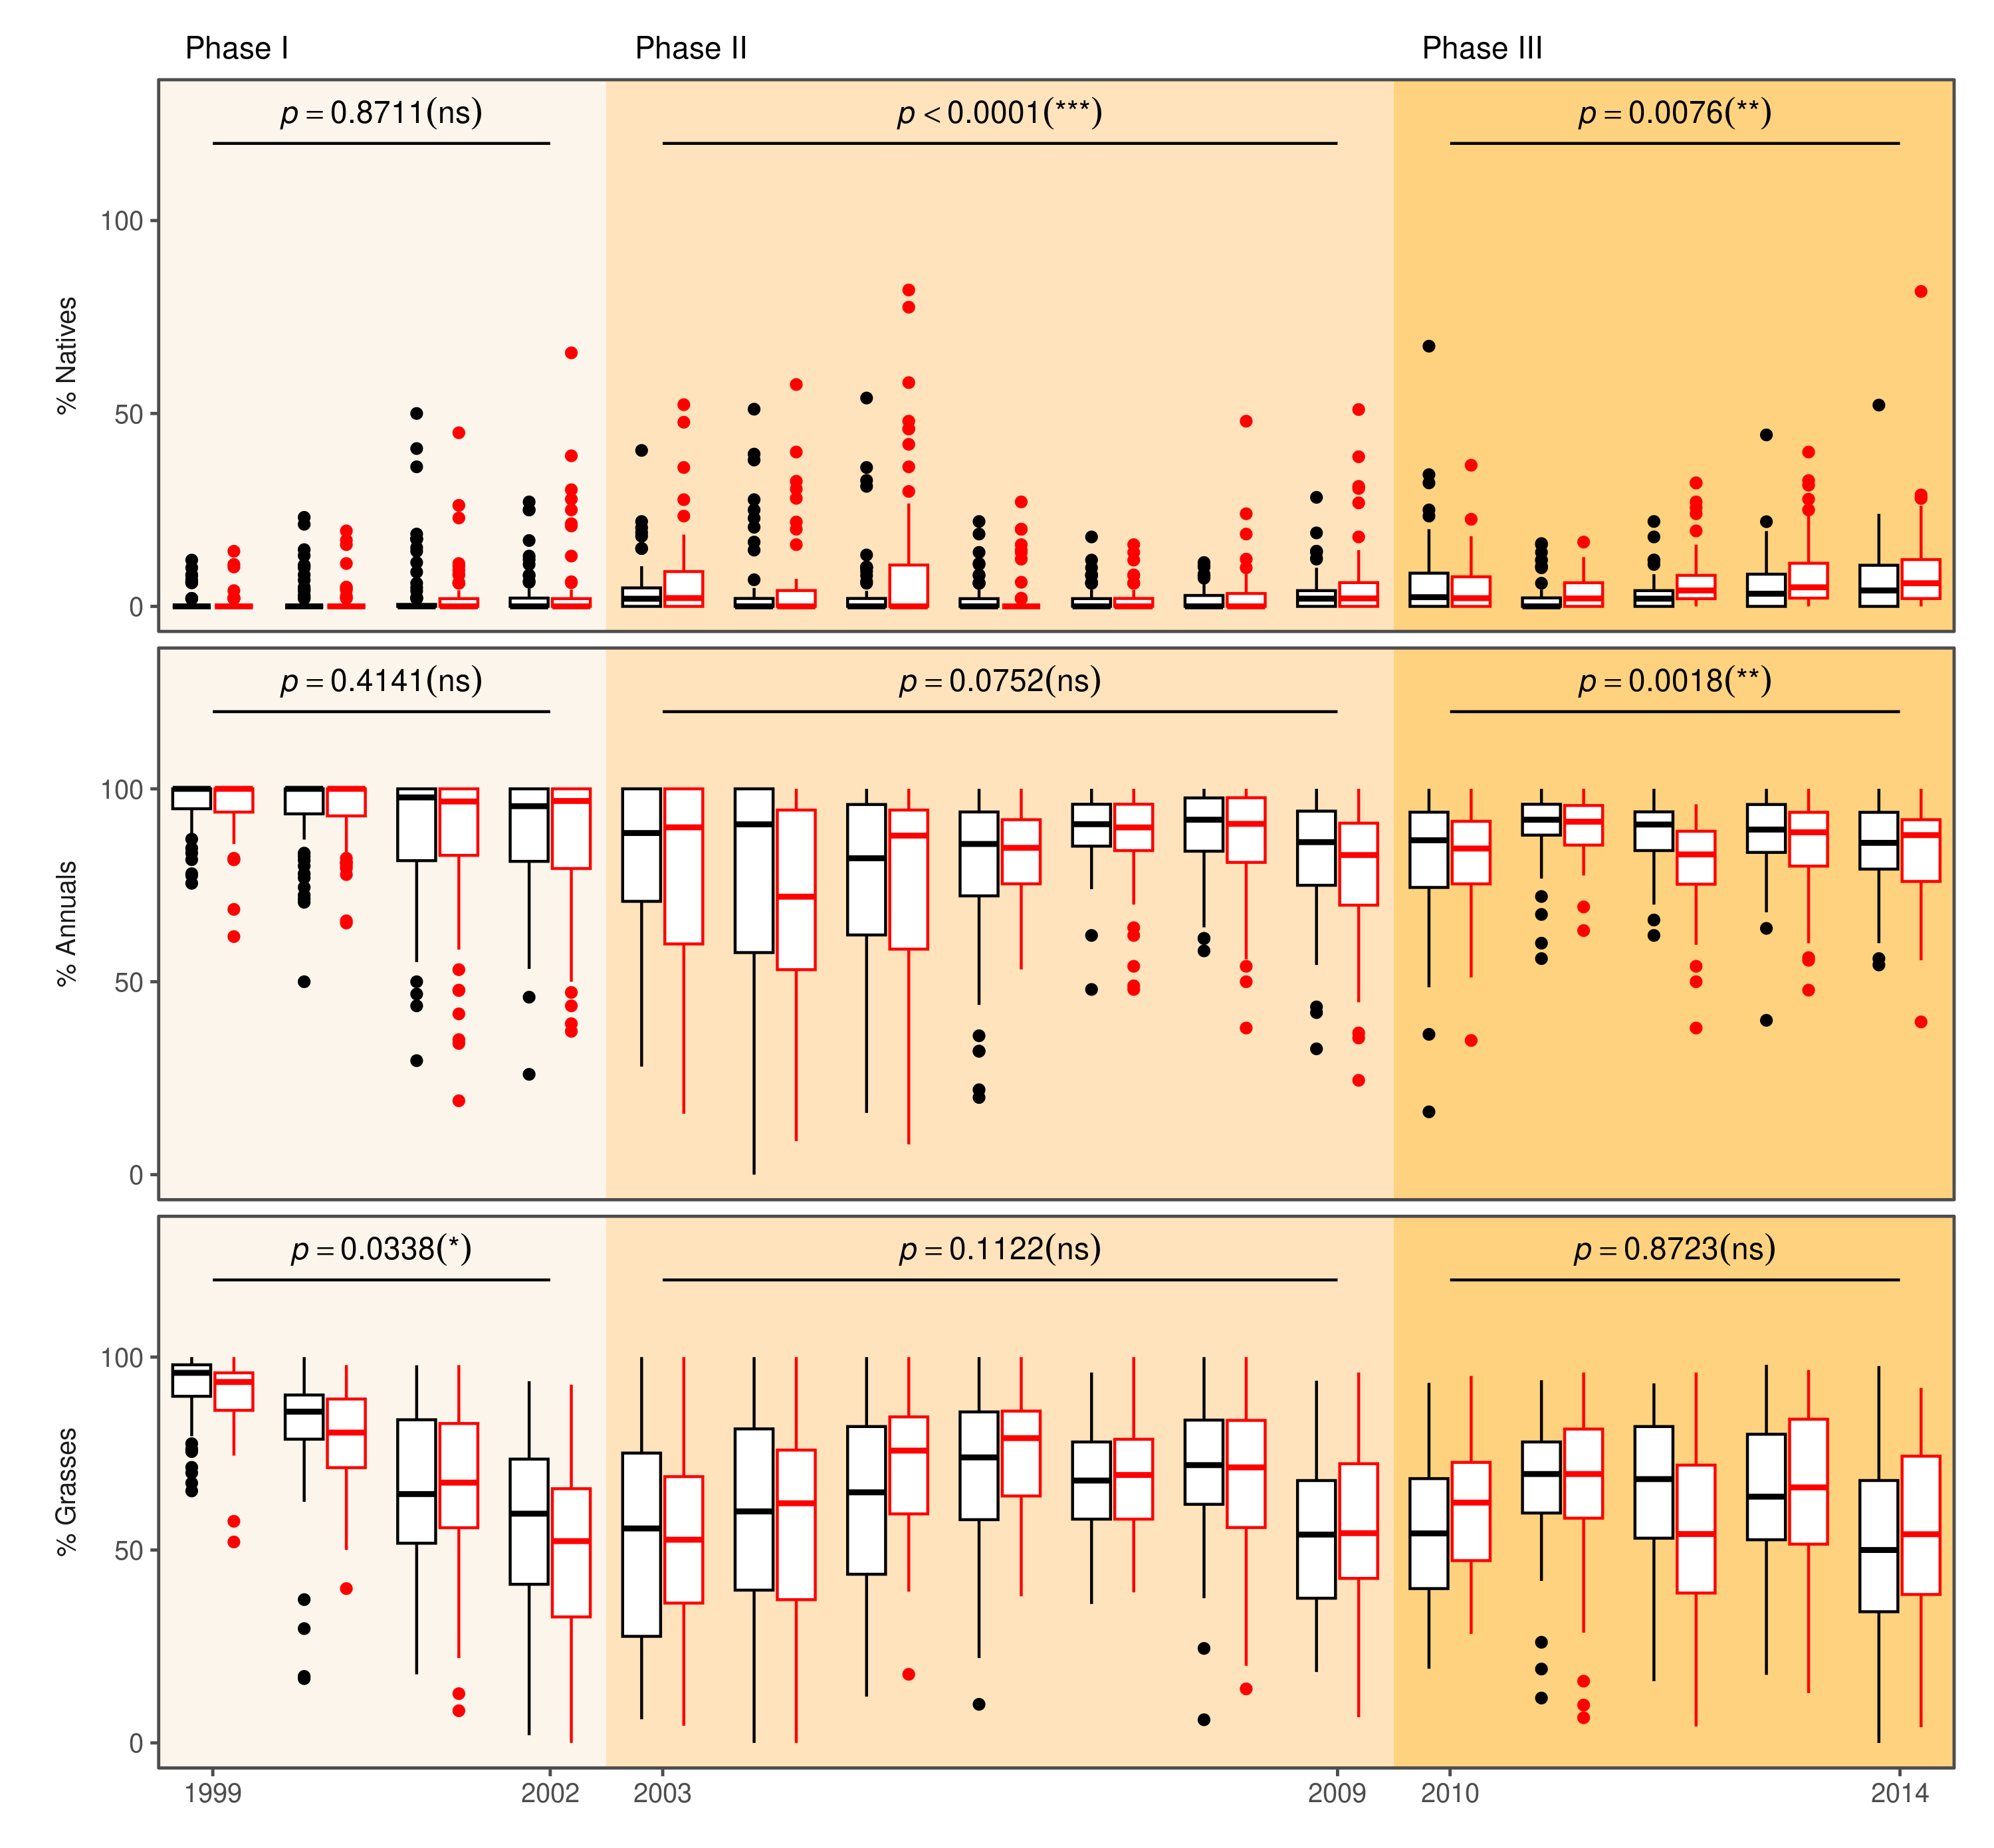 Phase I Phase II Phase III
p = 0.8711(ns) p < 0.0001(***) p = 0.0076(**)
100
% Natives
50
0
p = 0.4141(ns) p = 0.0752(ns) p = 0.0018(**)
100
% Annuals
50
0
p = 0.0338(*) p = 0.1122(ns) p = 0.8723(ns)
100
% Grasses
50
0
1999 2002 2003 2009 2010 2014